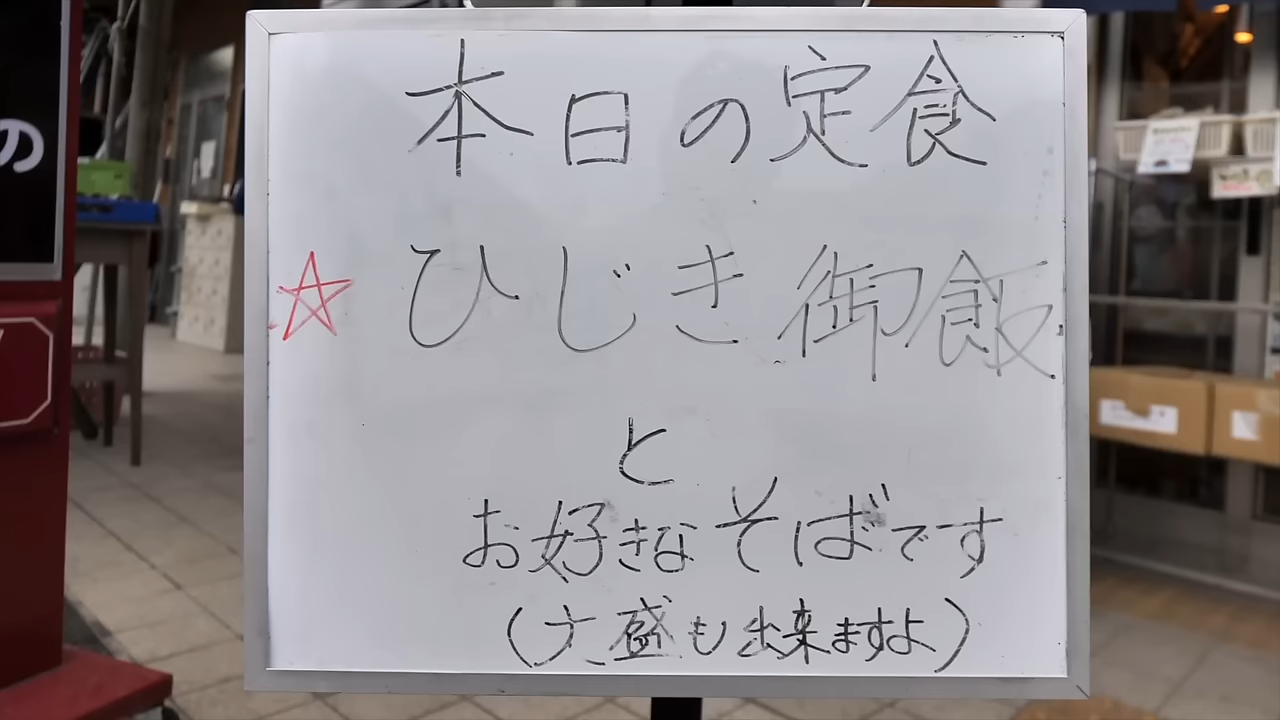 本日の定食
☆ひじき御飯
と
お好きなそばです
(大盛も出来ますよ)
の